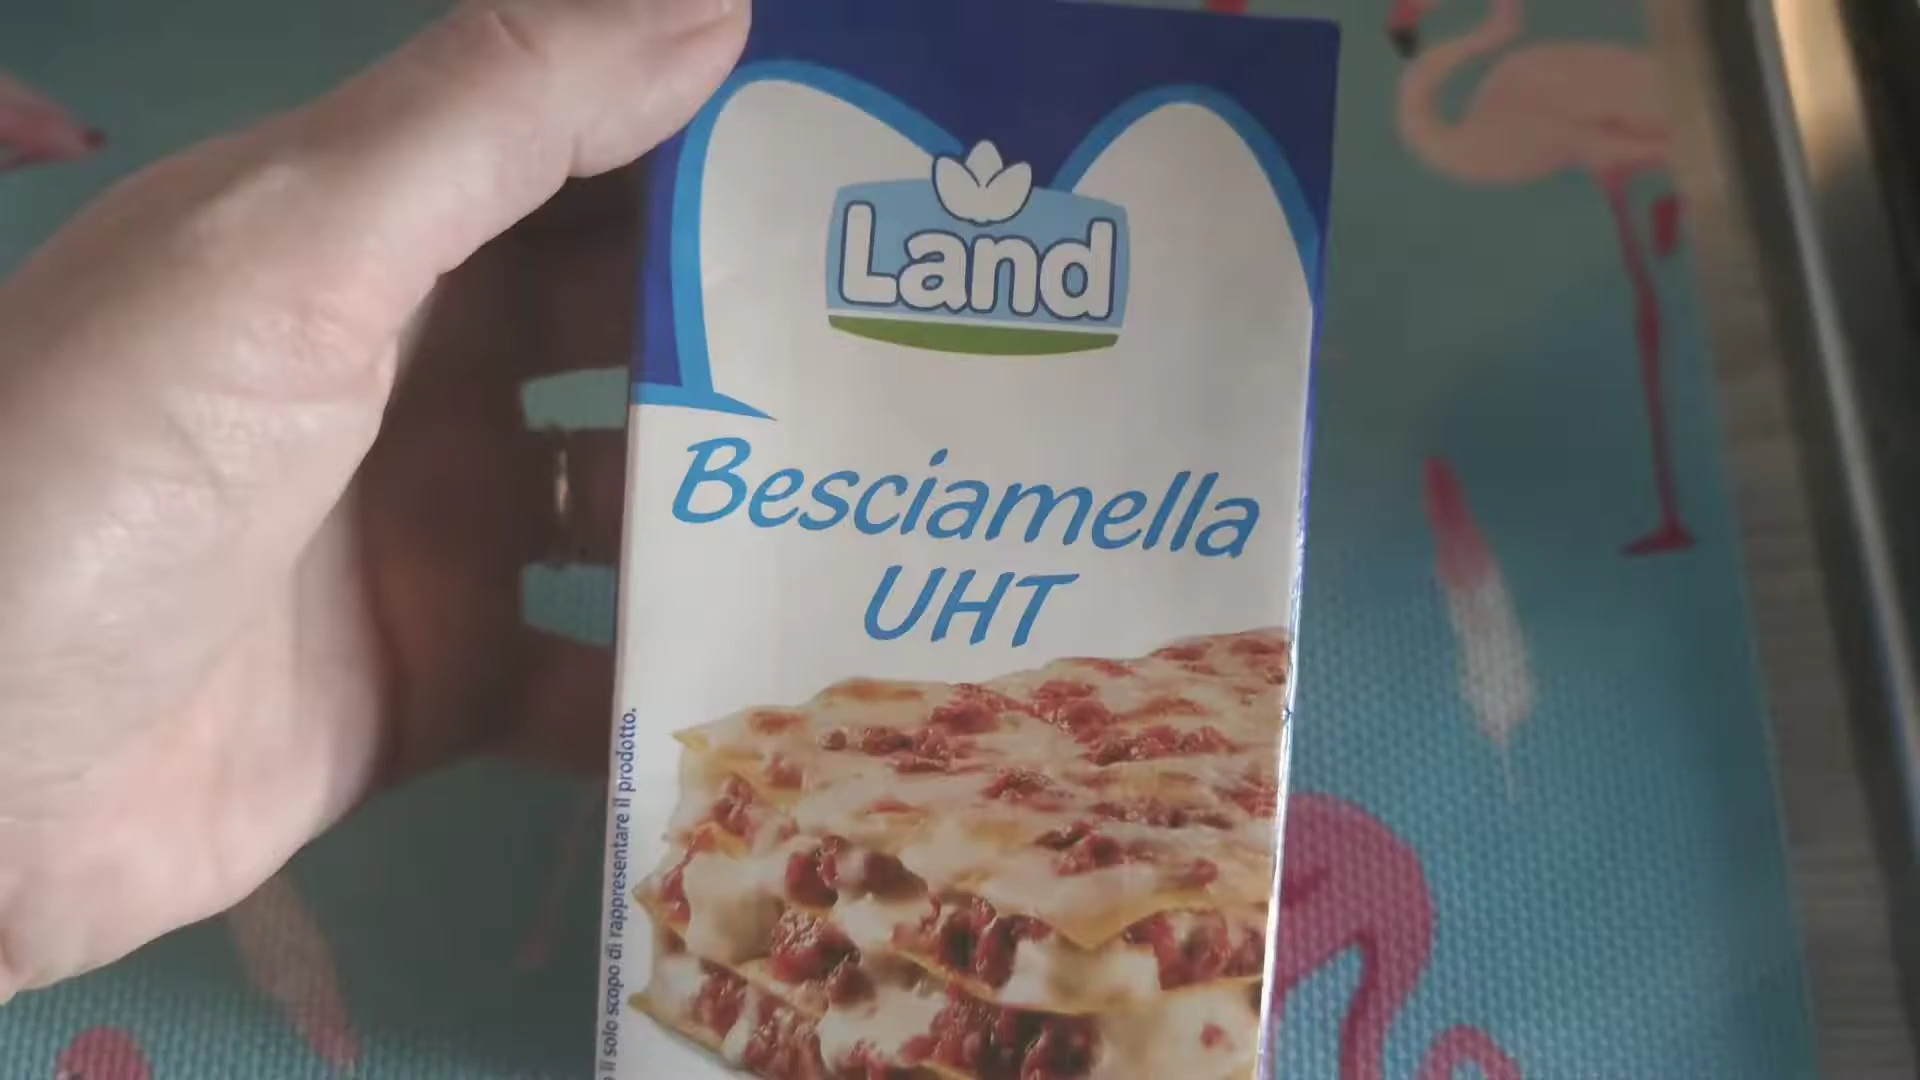 Land
Besciamella
UHT
il solo scopo di rappresentare il prodotto.